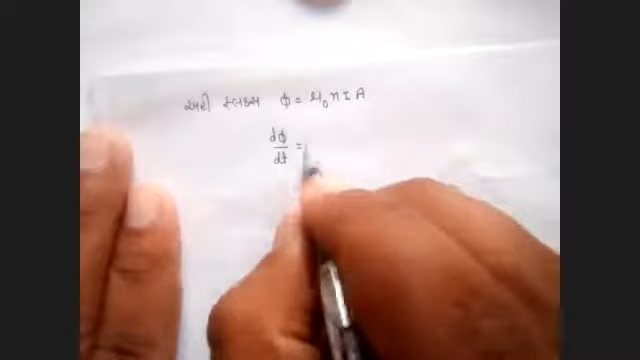 અહીં ફ્લક્સ ϕ = μ₀ n I A
dϕ/dt =